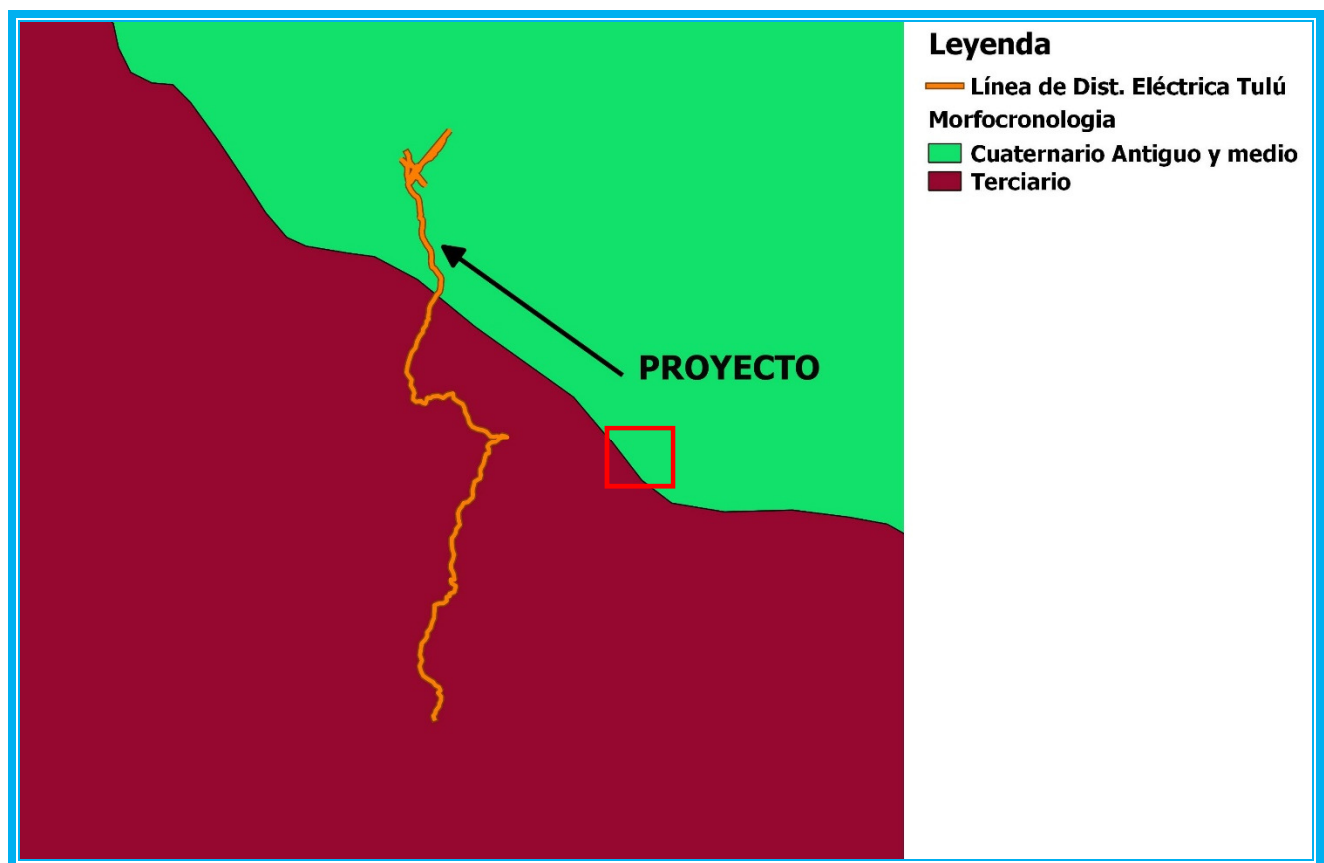 Leyenda
Línea de Dist. Eléctrica Tulú
Morfocronologia
Cuaternario Antiguo y medio
Terciario
PROYECTO